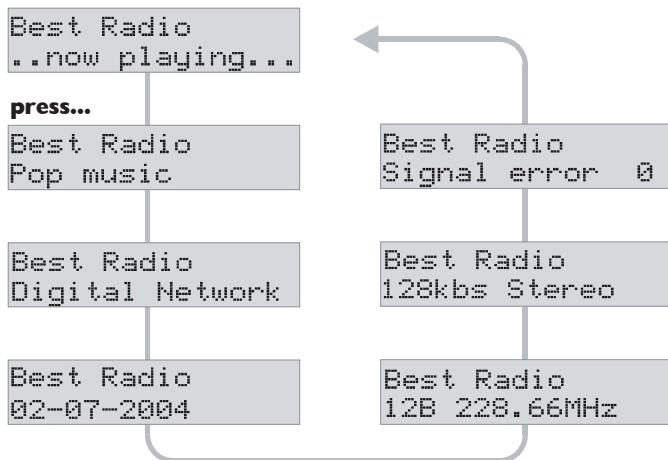 Best Radio
..now playing...
press...
Best Radio
Pop music
Best Radio
Digital Network
Best Radio
02-07-2004
Best Radio
12B 228.66MHz
Best Radio
128kbs Stereo
Best Radio
Signal error 0